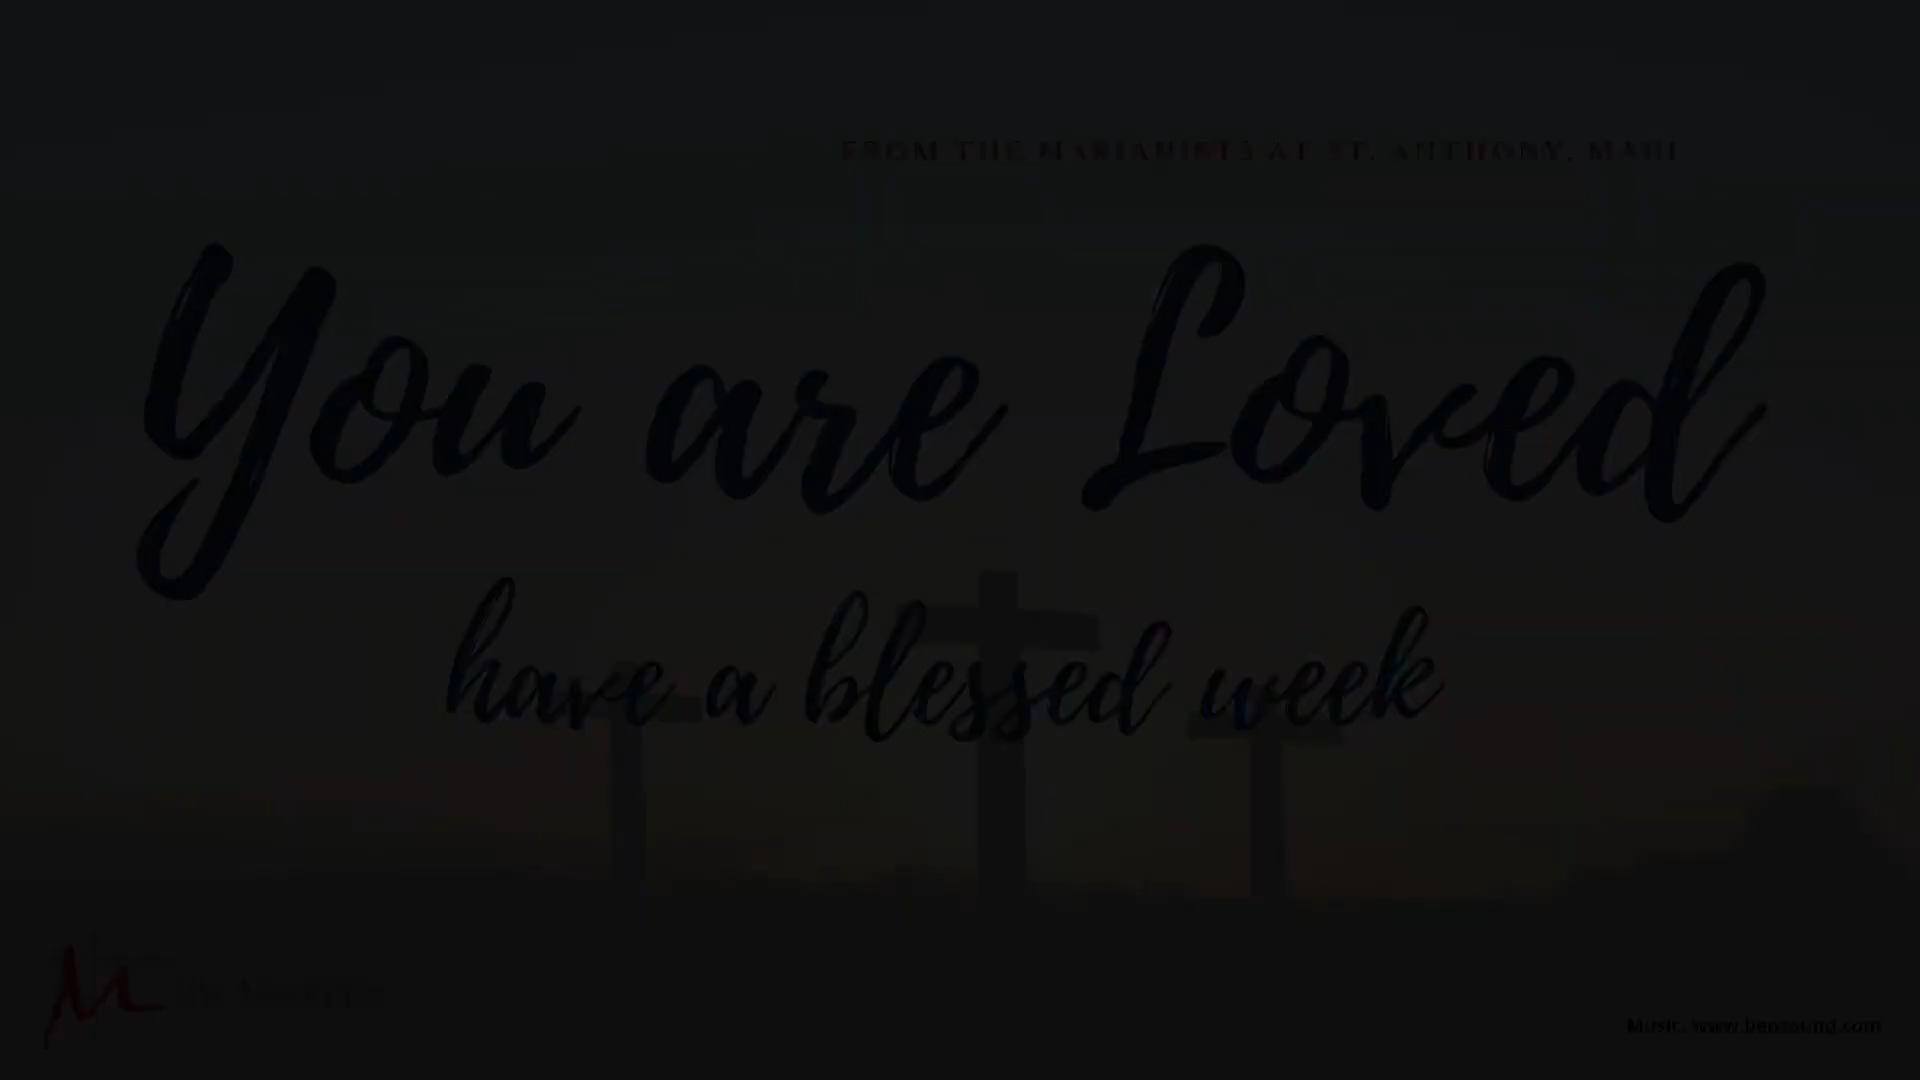 FROM THE MARIANISTS AT ST. ANTHONY, MAUI
You are Loved
have a blessed week
Music: www.bensound.com